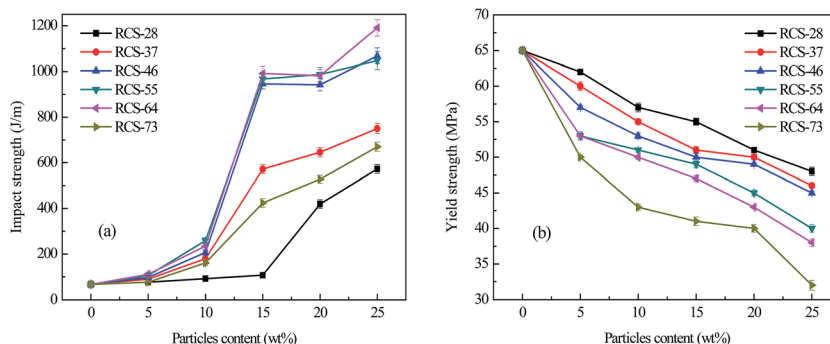 Impact strength (J/m)
1200
1000
800
600
400
200
0
RCS-28
RCS-37
RCS-46
RCS-55
RCS-64
RCS-73
(a)
0 5 10 15 20 25
Particles content (wt%)
Yield strength (MPa)
70
65
60
55
50
45
40
35
30
RCS-28
RCS-37
RCS-46
RCS-55
RCS-64
RCS-73
(b)
0 5 10 15 20 25
Particles content (wt%)